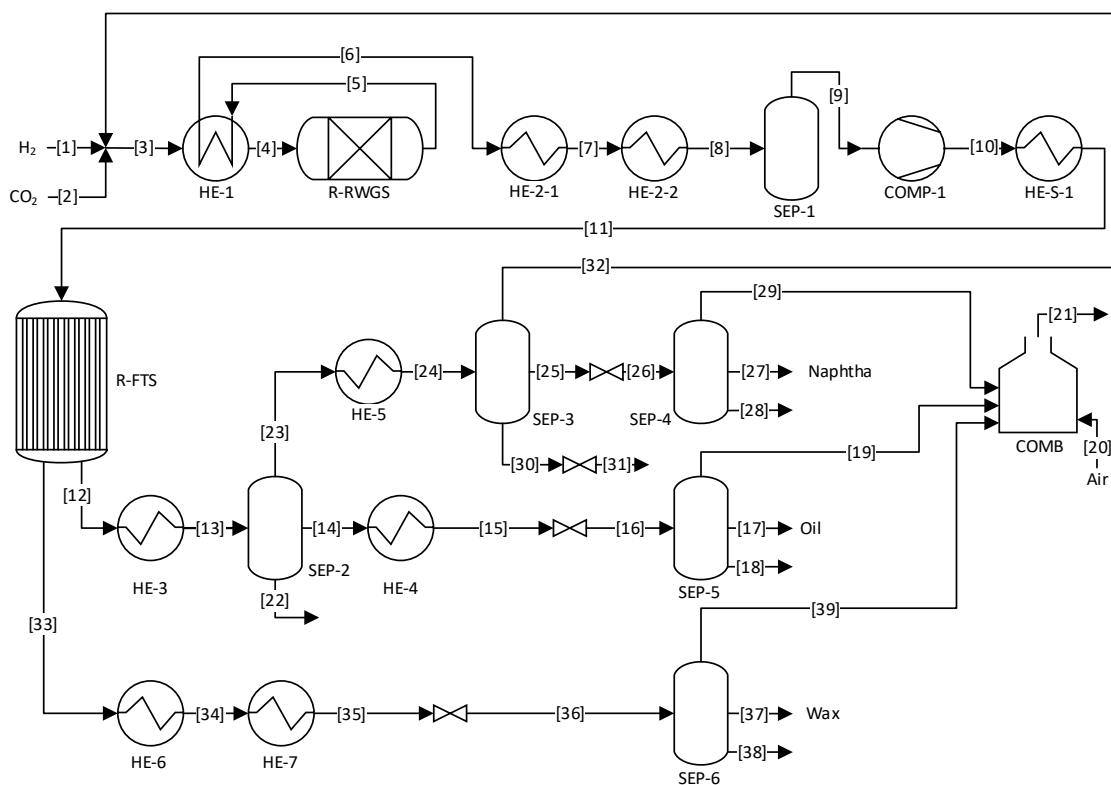 [6]
[5]
[9]
H₂ [1] [3] [4] [7] [8] [10]
CO₂ [2]
HE-1 R-RWGS HE-2-1 HE-2-2 SEP-1 COMP-1 HE-S-1
[11]
[32]
[29]
[21]
R-FTS
[24] [25] [26] [27] Naphtha
HE-5 SEP-3 SEP-4 [28]
[23]
COMB
[19] [20]
[30] [31]
Air
[12]
[13] [14] [15] [16] [17] Oil
HE-3 SEP-2 HE-4 [18]
SEP-5
[22]
[39]
[33]
[34] [35] [36] [37] Wax
HE-6 HE-7 [38]
SEP-6